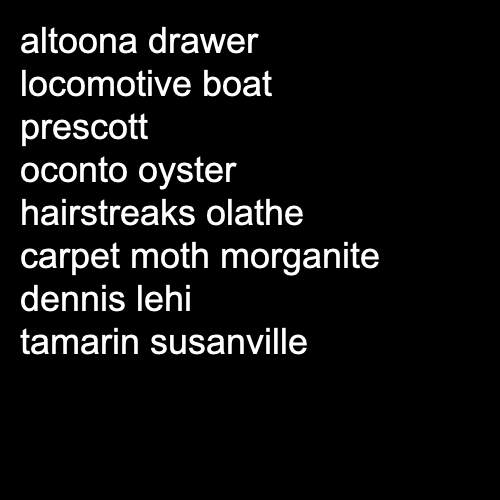 altoona drawer
locomotive boat
prescott
oconto oyster
hairstreaks olathe
carpet moth morganite
dennis lehi
tamarin susanville